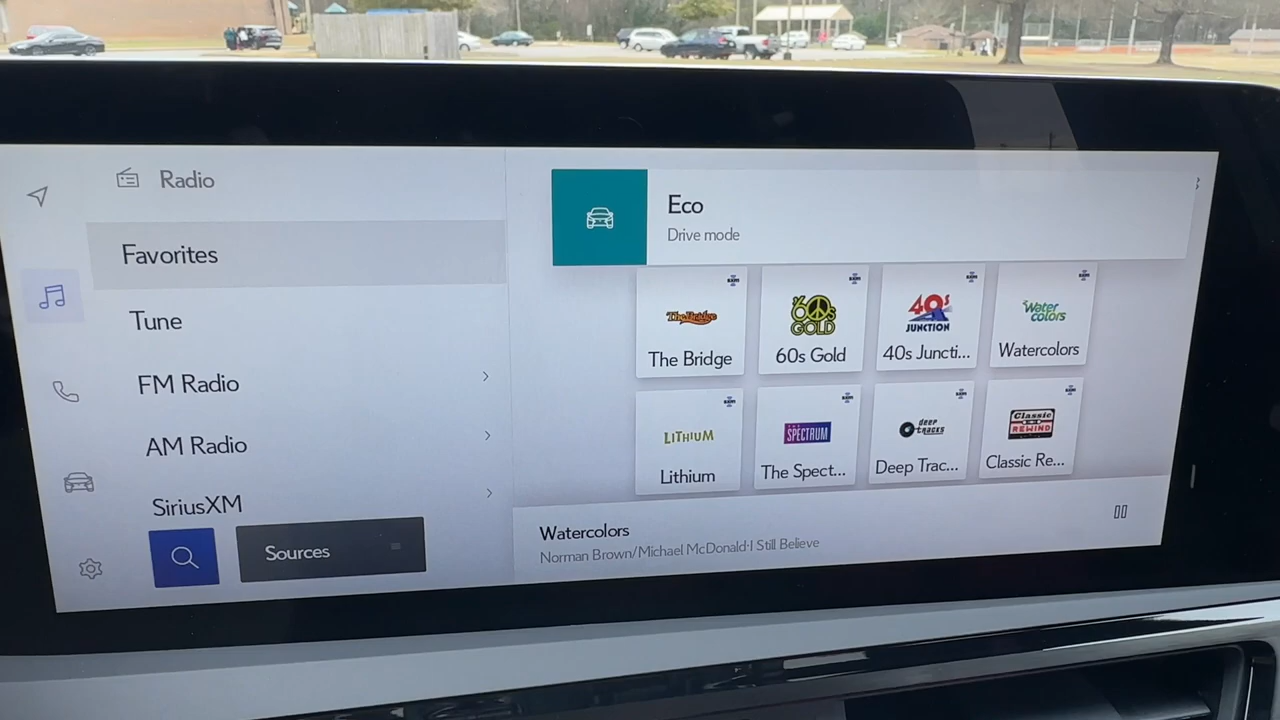 Radio
Favorites
Tune
FM Radio
AM Radio
SiriusXM
Sources
Eco
Drive mode
The Bridge
The Bridge
60s GOLD
60s Gold
40s JUNCTION
40s Juncti...
Water colors
Watercolors
LITHIUM
Lithium
THE SPECTRUM
The Spect...
deep tracks
Deep Trac...
Classic REWIND
Classic Re...
Watercolors
Norman Brown/Michael McDonald·I Still Believe